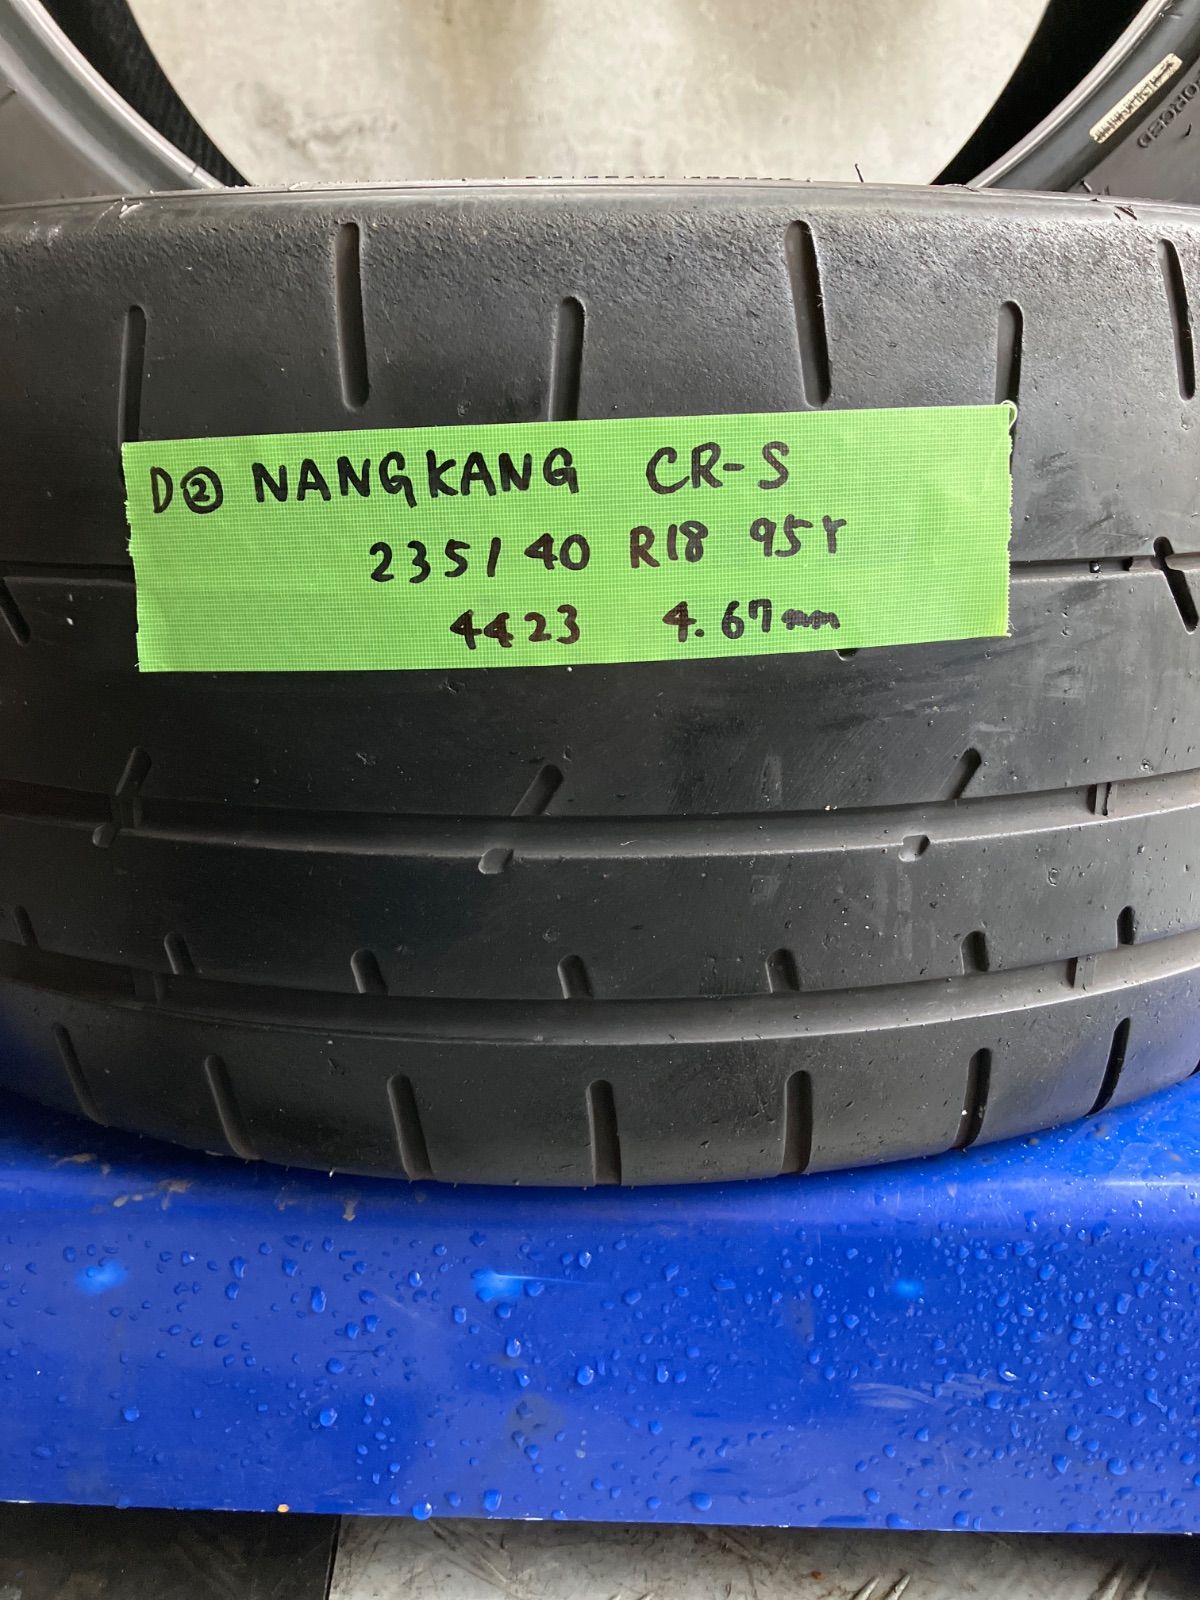 D② NANGKANG CR-S
235/40 R18 95Y
4423 4.67mm